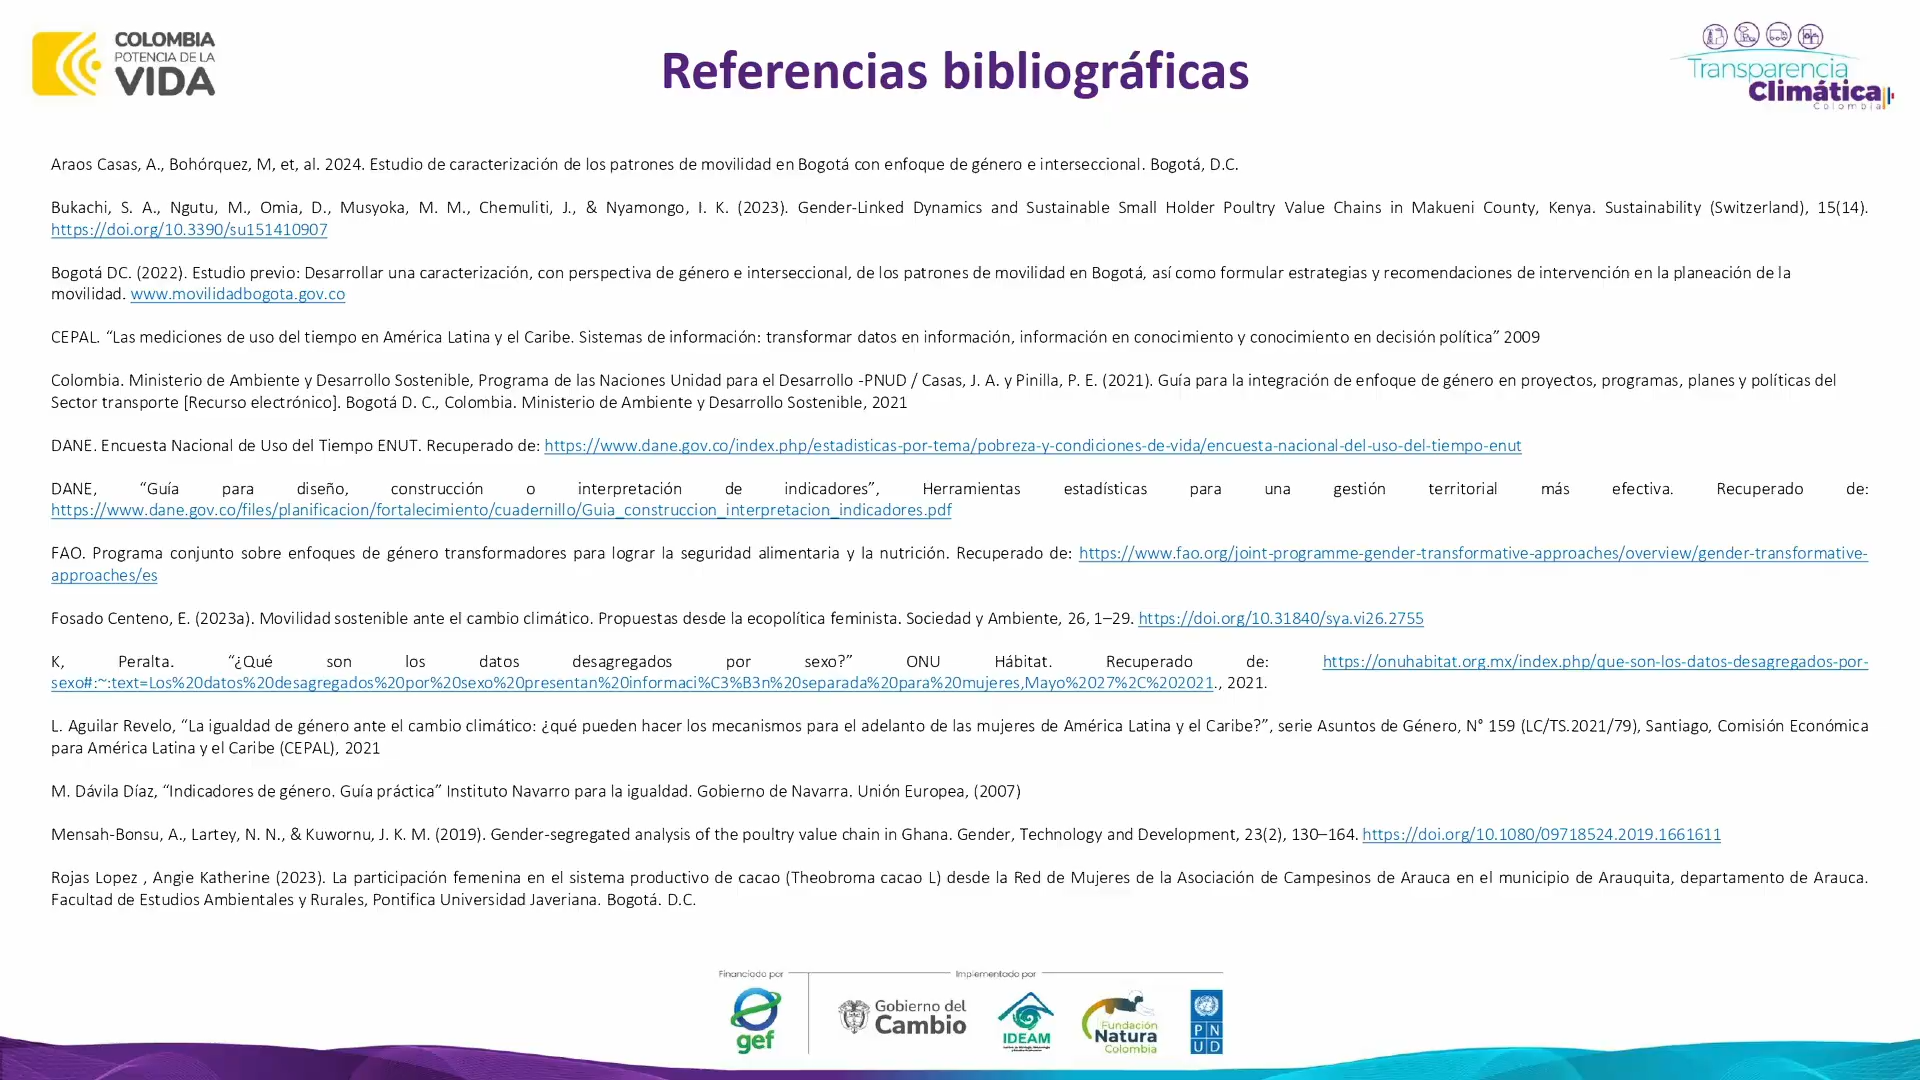 COLOMBIA
POTENCIA DE LA
VIDA
Referencias bibliográficas
Transparencia
Climática
Colombia
Araos Casas, A., Bohórquez, M, et, al. 2024. Estudio de caracterización de los patrones de movilidad en Bogotá con enfoque de género e interseccional. Bogotá, D.C.
Bukachi, S. A., Ngutu, M., Omia, D., Musyoka, M. M., Chemuliti, J., & Nyamongo, I. K. (2023). Gender-Linked Dynamics and Sustainable Small Holder Poultry Value Chains in Makueni County, Kenya. Sustainability (Switzerland), 15(14).
https://doi.org/10.3390/su151410907
Bogotá DC. (2022). Estudio previo: Desarrollar una caracterización, con perspectiva de género e interseccional, de los patrones de movilidad en Bogotá, así como formular estrategias y recomendaciones de intervención en la planeación de la
movilidad. www.movilidadbogota.gov.co
CEPAL. “Las mediciones de uso del tiempo en América Latina y el Caribe. Sistemas de información: transformar datos en información, información en conocimiento y conocimiento en decisión política” 2009
Colombia. Ministerio de Ambiente y Desarrollo Sostenible, Programa de las Naciones Unidad para el Desarrollo -PNUD / Casas, J. A. y Pinilla, P. E. (2021). Guía para la integración de enfoque de género en proyectos, programas, planes y políticas del
Sector transporte [Recurso electrónico]. Bogotá D. C., Colombia. Ministerio de Ambiente y Desarrollo Sostenible, 2021
DANE. Encuesta Nacional de Uso del Tiempo ENUT. Recuperado de: https://www.dane.gov.co/index.php/estadisticas-por-tema/pobreza-y-condiciones-de-vida/encuesta-nacional-del-uso-del-tiempo-enut
DANE, “Guía para diseño, construcción o interpretación de indicadores”, Herramientas estadísticas para una gestión territorial más efectiva. Recuperado de:
https://www.dane.gov.co/files/planificacion/fortalecimiento/cuadernillo/Guia_construccion_interpretacion_indicadores.pdf
FAO. Programa conjunto sobre enfoques de género transformadores para lograr la seguridad alimentaria y la nutrición. Recuperado de: https://www.fao.org/joint-programme-gender-transformative-approaches/overview/gender-transformative-
approaches/es
Fosado Centeno, E. (2023a). Movilidad sostenible ante el cambio climático. Propuestas desde la ecopolítica feminista. Sociedad y Ambiente, 26, 1–29. https://doi.org/10.31840/sya.vi26.2755
K, Peralta. “¿Qué son los datos desagregados por sexo?” ONU Hábitat. Recuperado de: https://onuhabitat.org.mx/index.php/que-son-los-datos-desagregados-por-
sexo#:~:text=Los%20datos%20desagregados%20por%20sexo%20presentan%20informaci%C3%B3n%20separada%20para%20mujeres,Mayo%2027%2C%202021., 2021.
L. Aguilar Revelo, “La igualdad de género ante el cambio climático: ¿qué pueden hacer los mecanismos para el adelanto de las mujeres de América Latina y el Caribe?”, serie Asuntos de Género, N° 159 (LC/TS.2021/79), Santiago, Comisión Económica
para América Latina y el Caribe (CEPAL), 2021
M. Dávila Díaz, “Indicadores de género. Guía práctica” Instituto Navarro para la igualdad. Gobierno de Navarra. Unión Europea, (2007)
Mensah-Bonsu, A., Lartey, N. N., & Kuwornu, J. K. M. (2019). Gender-segregated analysis of the poultry value chain in Ghana. Gender, Technology and Development, 23(2), 130–164. https://doi.org/10.1080/09718524.2019.1661611
Rojas Lopez , Angie Katherine (2023). La participación femenina en el sistema productivo de cacao (Theobroma cacao L) desde la Red de Mujeres de la Asociación de Campesinos de Arauca en el municipio de Arauquita, departamento de Arauca.
Facultad de Estudios Ambientales y Rurales, Pontifica Universidad Javeriana. Bogotá. D.C.
Financiado por
Implementado por
gef
Gobierno del
Cambio
IDEAM
Fundación
Natura
Colombia
PN
UD